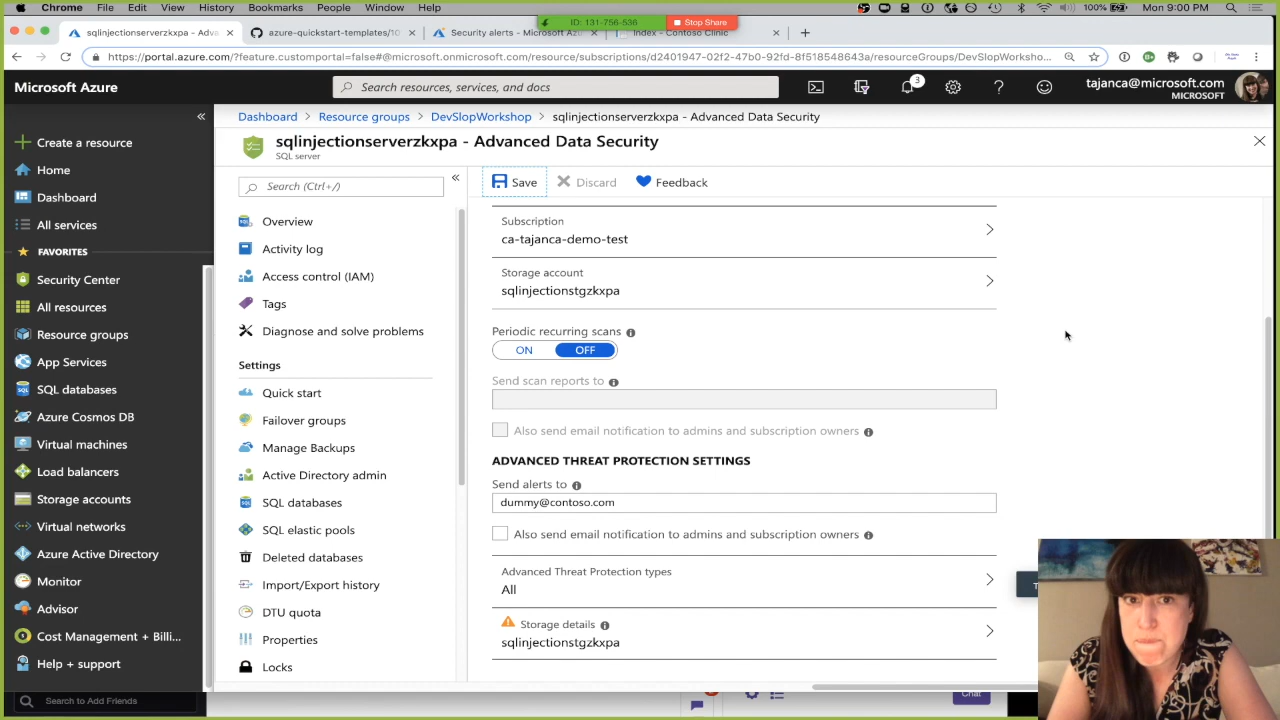 Chrome File Edit View History Bookmarks People Window Help
100%
Mon 9:00 PM
ID: 131-756-536
Stop Share
sqlinjectionserverzkxpa - Adva
azure-quickstart-templates/10
Security alerts - Microsoft Azu
Index - Contoso Clinic
https://portal.azure.com/?feature.customportal=false#@microsoft.onmicrosoft.com/resource/subscriptions/d2401947-02f2-47b0-92fd-8f518548643a/resourceGroups/DevSlopWorksho...
Microsoft Azure
Search resources, services, and docs
3
tajanca@microsoft.com
MICROSOFT
Dashboard > Resource groups > DevSlopWorkshop > sqlinjectionserverzkxpa - Advanced Data Security
sqlinjectionserverzkxpa - Advanced Data Security
SQL server
Create a resource
Home
Dashboard
All services
FAVORITES
Security Center
All resources
Resource groups
App Services
SQL databases
Azure Cosmos DB
Virtual machines
Load balancers
Storage accounts
Virtual networks
Azure Active Directory
Monitor
Advisor
Cost Management + Billi...
Help + support
Search to Add Friends
Search (Ctrl+/)
Overview
Activity log
Access control (IAM)
Tags
Diagnose and solve problems
Settings
Quick start
Failover groups
Manage Backups
Active Directory admin
SQL databases
SQL elastic pools
Deleted databases
Import/Export history
DTU quota
Properties
Locks
Save Discard Feedback
Subscription
ca-tajanca-demo-test
Storage account
sqlinjectionstgzkxpa
Periodic recurring scans
ON OFF
Send scan reports to
Also send email notification to admins and subscription owners
ADVANCED THREAT PROTECTION SETTINGS
Send alerts to
dummy@contoso.com
Also send email notification to admins and subscription owners
Advanced Threat Protection types
All
Storage details
sqlinjectionstgzkxpa
Chat